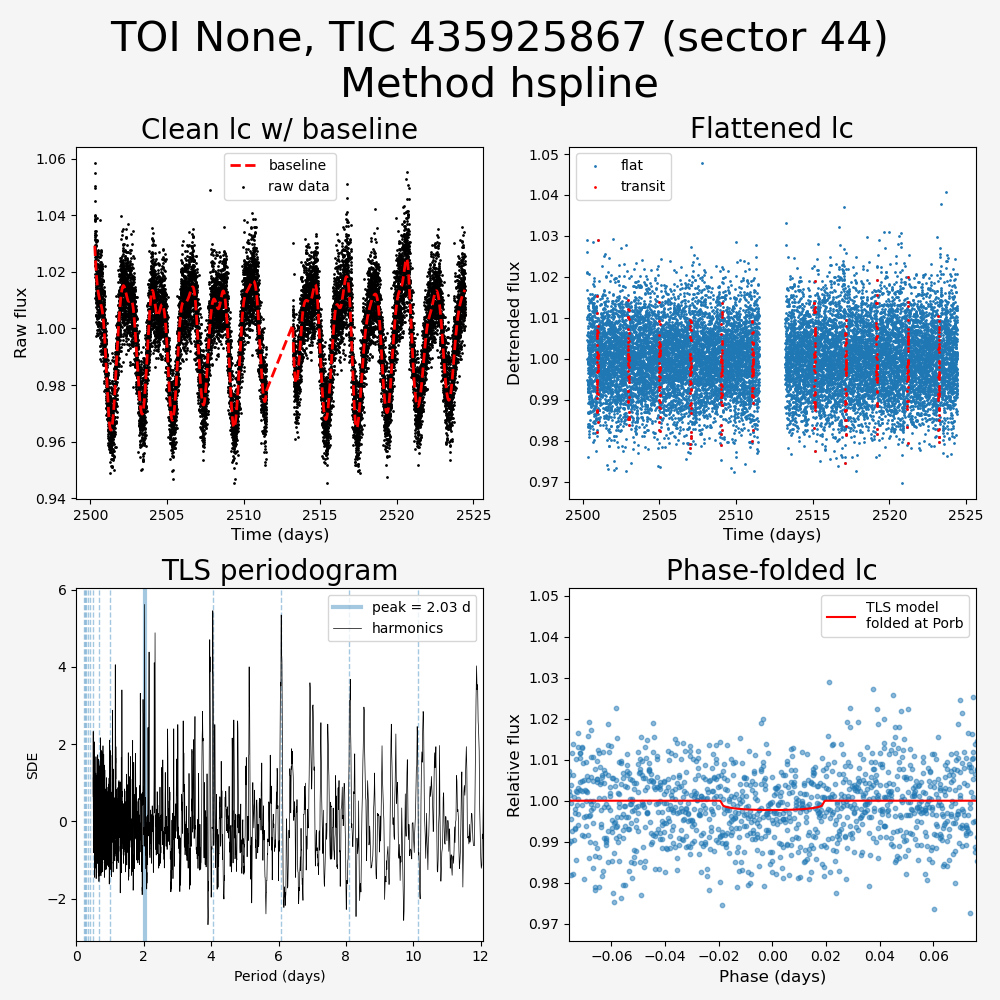 TOI None, TIC 435925867 (sector 44)
Method hspline
Clean lc w/ baseline
Raw flux
1.06
1.04
1.02
1.00
0.98
0.96
0.94
baseline
raw data
2500
2505
2510
2515
2520
2525
Time (days)
Flattened lc
Detrended flux
1.05
1.04
1.03
1.02
1.01
1.00
0.99
0.98
0.97
flat
transit
2500
2505
2510
2515
2520
2525
Time (days)
TLS periodogram
SDE
6
4
2
0
−2
peak = 2.03 d
harmonics
0
2
4
6
8
10
12
Period (days)
Phase-folded lc
Relative flux
1.05
1.04
1.03
1.02
1.01
1.00
0.99
0.98
0.97
TLS model
folded at Porb
−0.06
−0.04
−0.02
0.00
0.02
0.04
0.06
Phase (days)